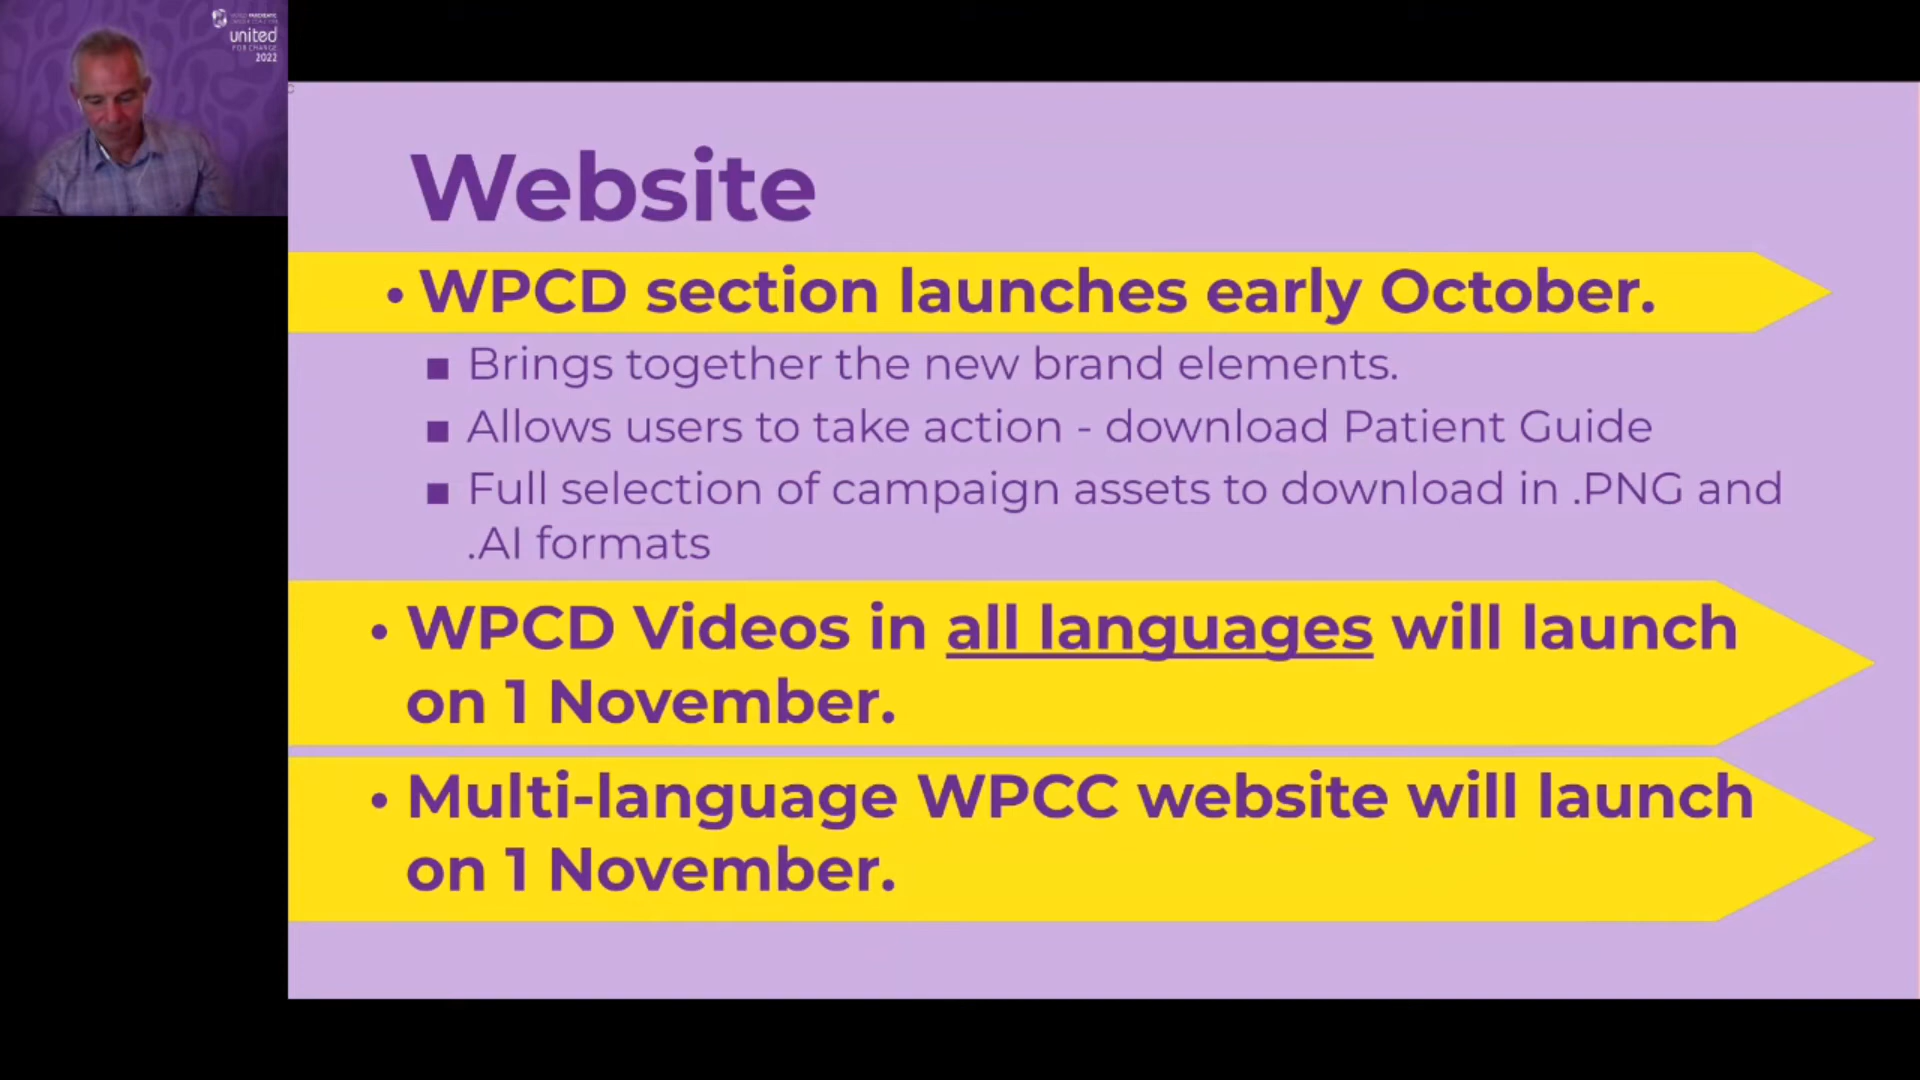 united
FOR CHANGE
2022
Website
• WPCD section launches early October.
▪ Brings together the new brand elements.
▪ Allows users to take action - download Patient Guide
▪ Full selection of campaign assets to download in .PNG and
.AI formats
• WPCD Videos in all languages will launch
on 1 November.
• Multi-language WPCC website will launch
on 1 November.